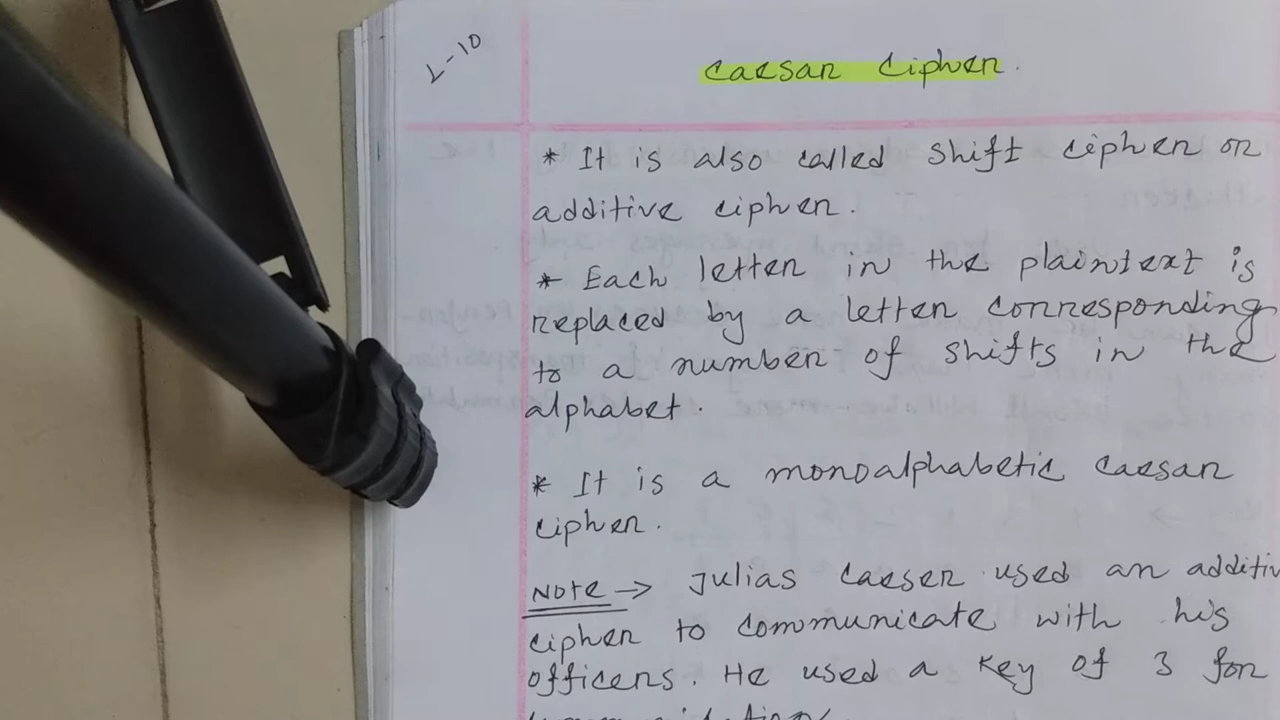 L-10
Caesar Cipher.
* It is also called shift cipher or
additive cipher.
* Each letter in the plaintext is
replaced by a letter corresponding
to a number of shifts in the
alphabet.
* It is a monoalphabetic caesar
cipher.
NOTE → Julias Caeser used an additiv
cipher to communicate with his
officers. He used a key of 3 for